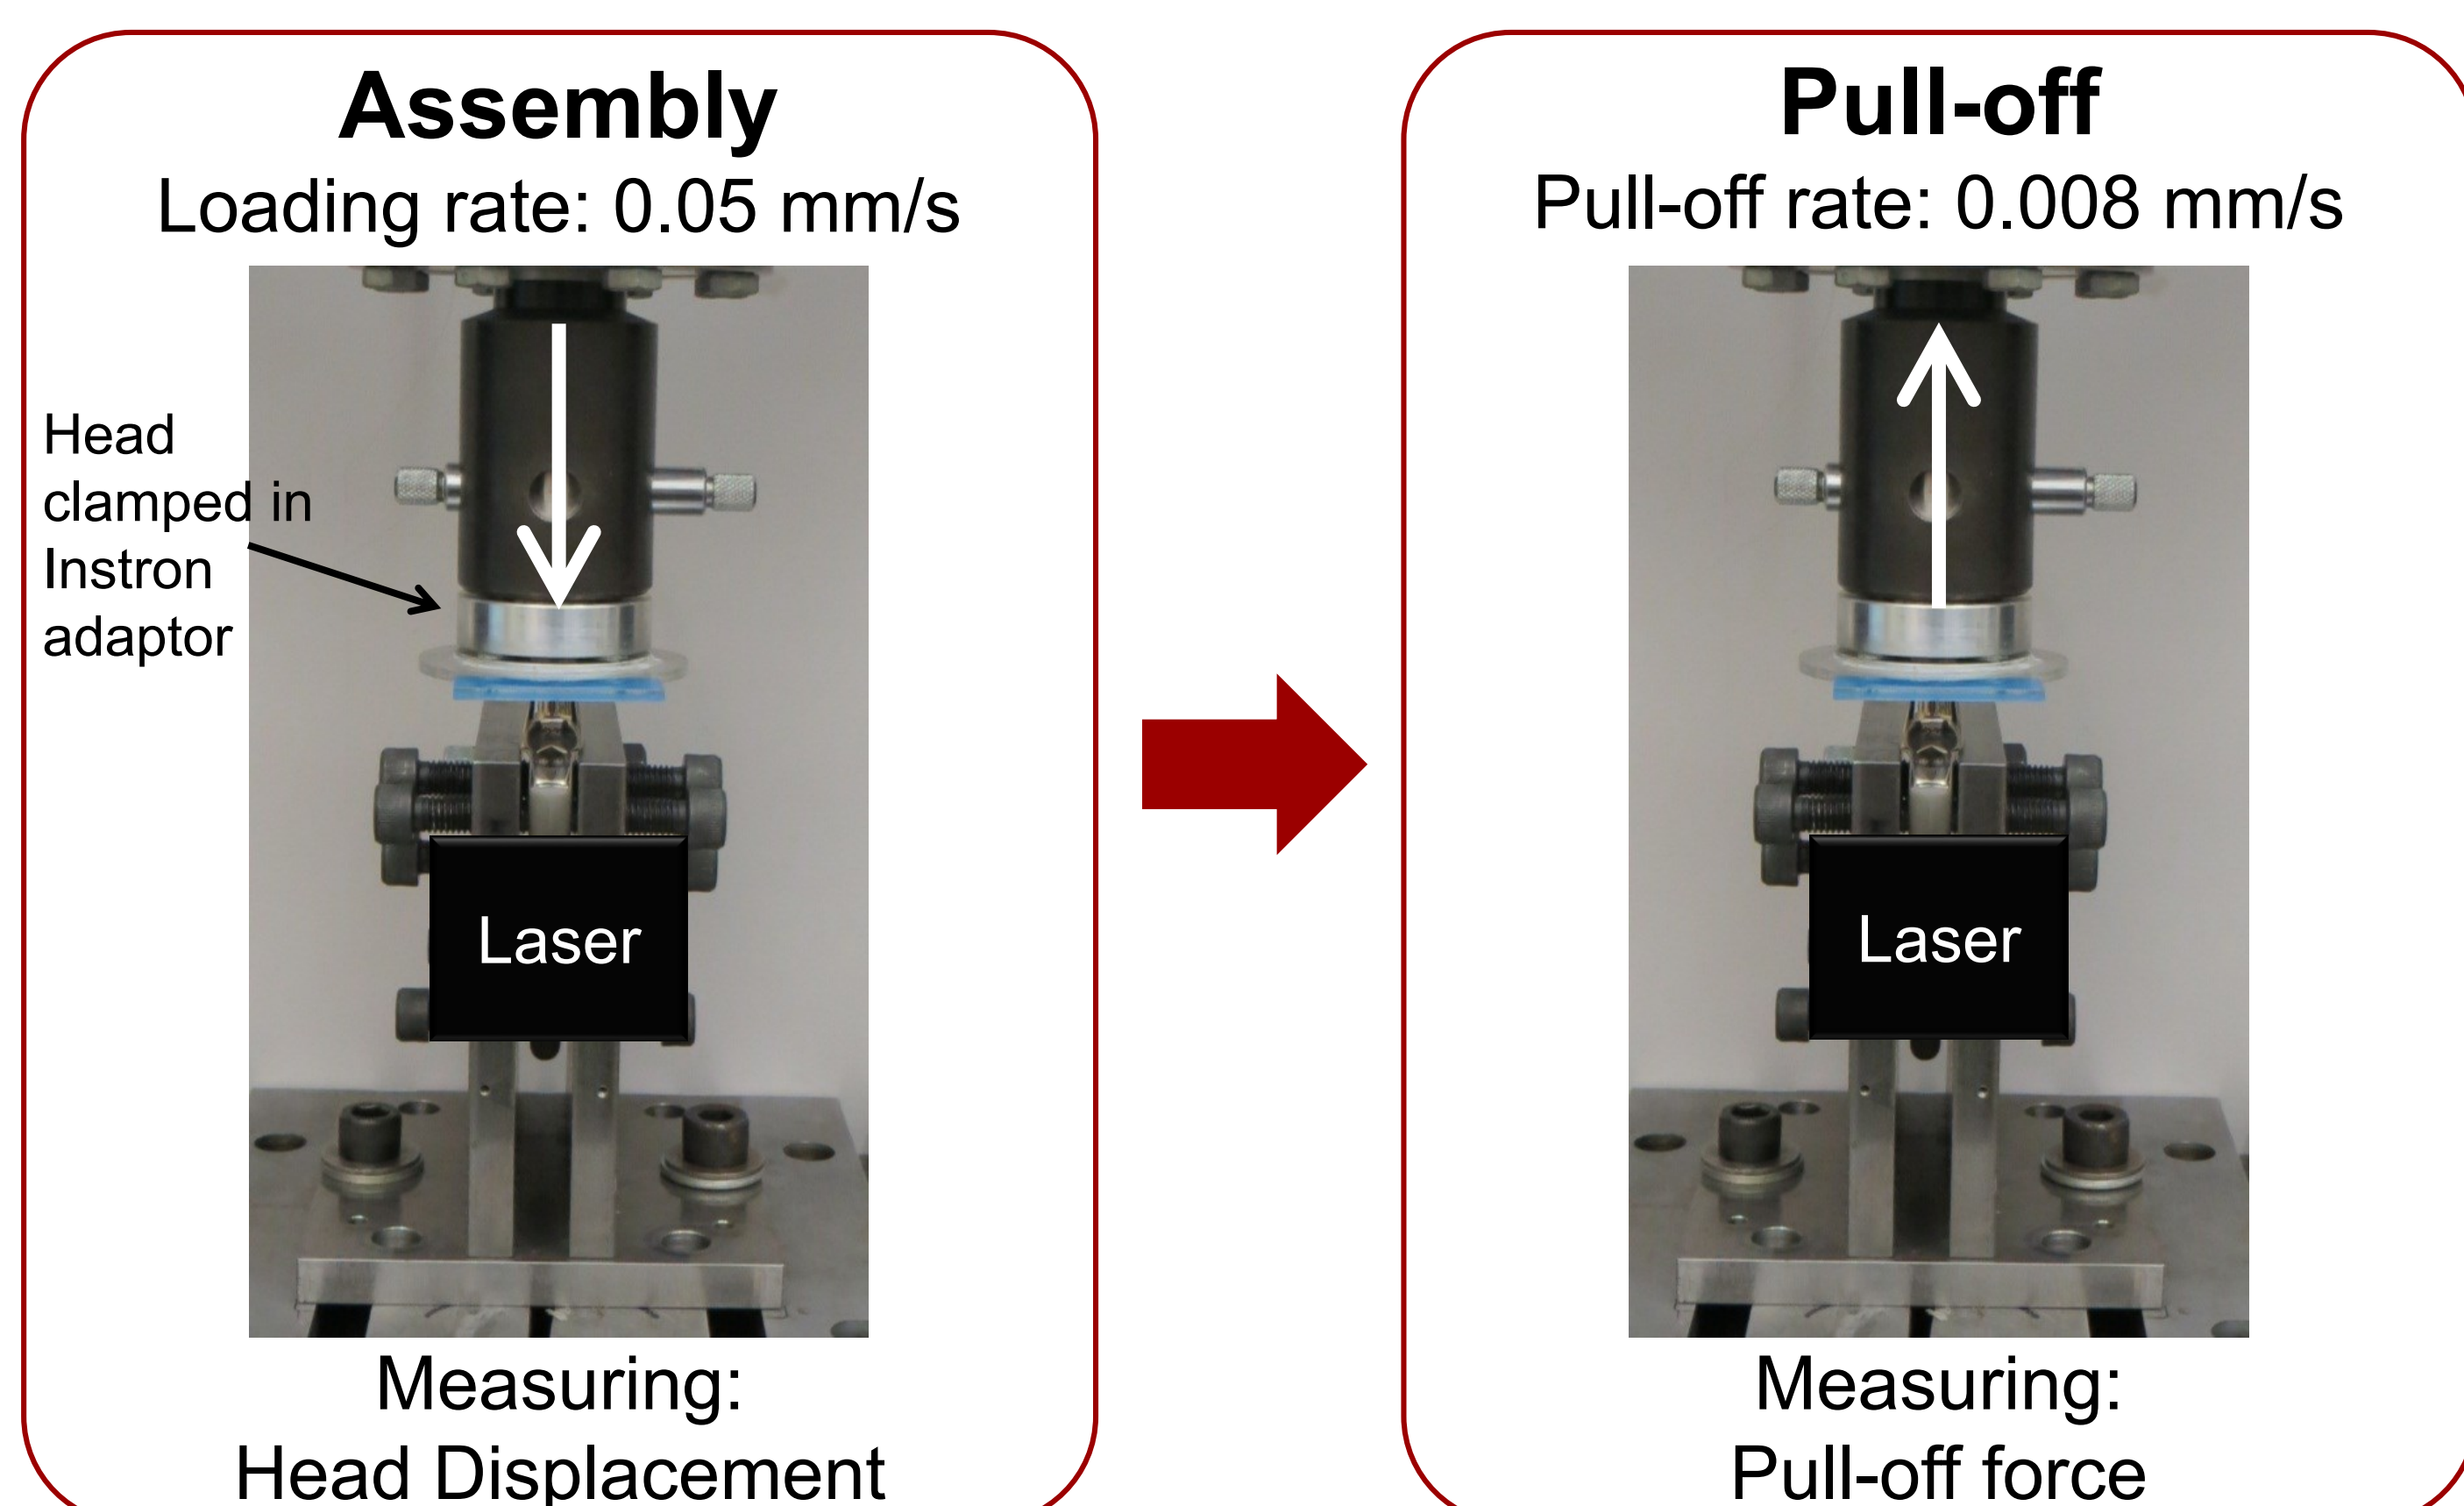 Assembly
Loading rate: 0.05 mm/s
Head
clamped in
Instron
adaptor
Laser
Measuring:
Head Displacement
Pull-off
Pull-off rate: 0.008 mm/s
Laser
Measuring:
Pull-off force